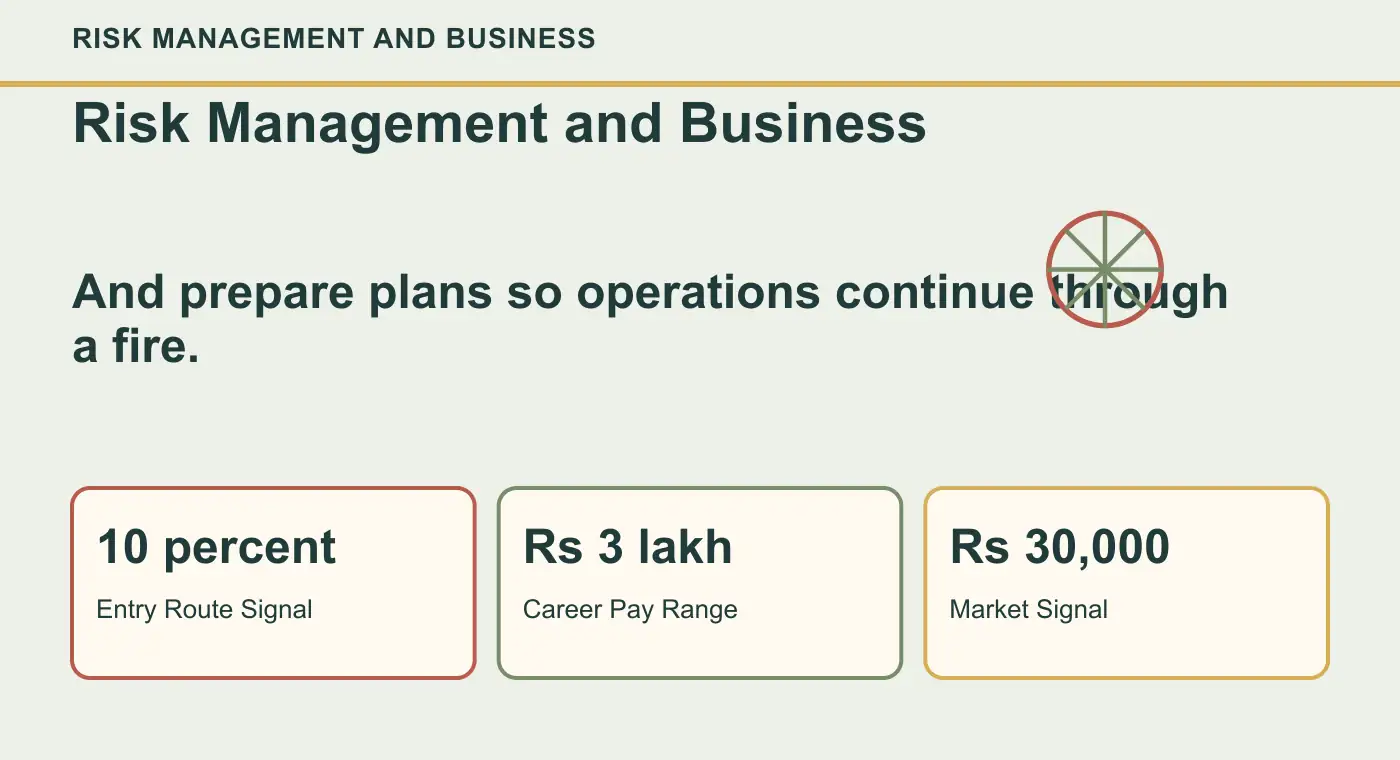 RISK MANAGEMENT AND BUSINESS
Risk Management and Business
And prepare plans so operations continue through
a fire.
10 percent
Entry Route Signal
Rs 3 lakh
Career Pay Range
Rs 30,000
Market Signal